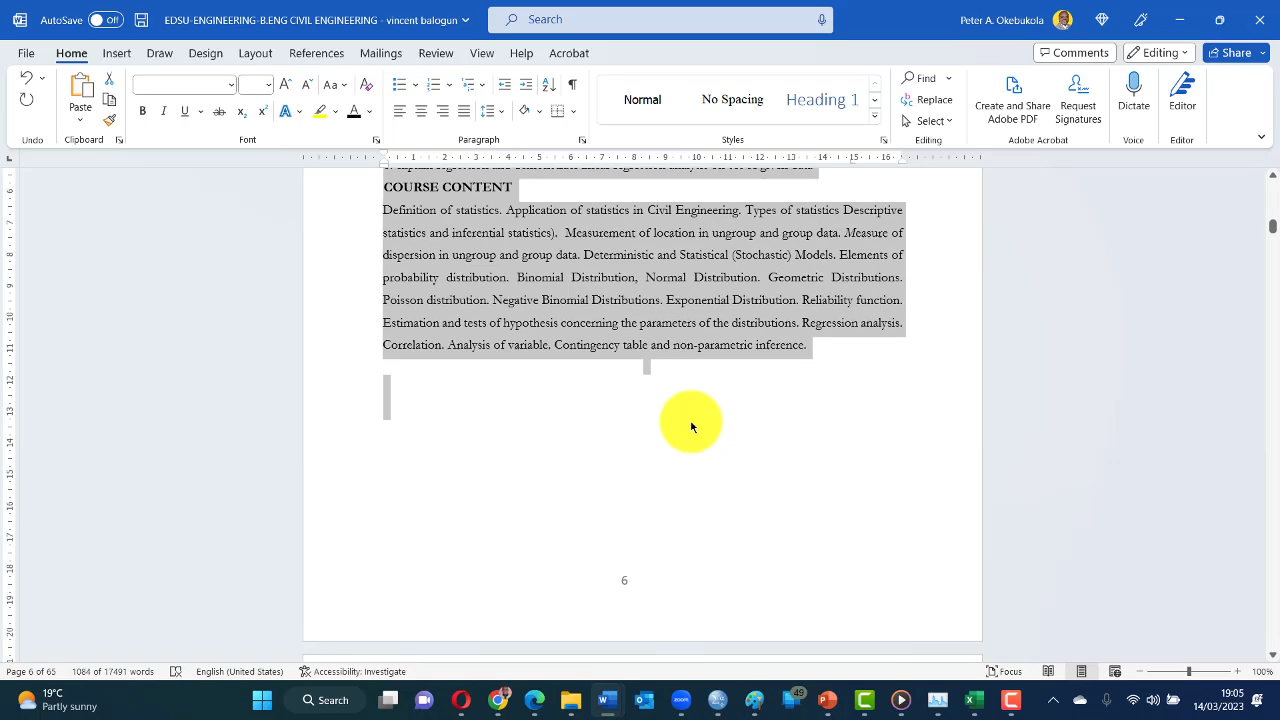 AutoSave Off EDSU-ENGINEERING-B.ENG CIVIL ENGINEERING - vincent balogun Search Peter A. Okebukola
File Home Insert Draw Design Layout References Mailings Review View Help Acrobat Comments Editing Share
Undo
Paste
Clipboard
Font
Paragraph
Normal No Spacing Heading 1
Styles
Find
Replace
Select
Editing
Create and Share Adobe PDF
Request Signatures
Adobe Acrobat
Dictate
Voice
Editor
Editor
COURSE CONTENT
Definition of statistics. Application of statistics in Civil Engineering. Types of statistics Descriptive
statistics and inferential statistics). Measurement of location in ungroup and group data. Measure of
dispersion in ungroup and group data. Deterministic and Statistical (Stochastic) Models. Elements of
probability distribution. Binomial Distribution, Normal Distribution. Geometric Distributions.
Poisson distribution. Negative Binomial Distributions. Exponential Distribution. Reliability function.
Estimation and tests of hypothesis concerning the parameters of the distributions. Regression analysis.
Correlation. Analysis of variable. Contingency table and non-parametric inference.
6
Page 6 of 65 1084 of 17491 words English (United States) Accessibility: Investigate Focus 100%
19°C
Partly sunny
Search
49
19:05
14/03/2023